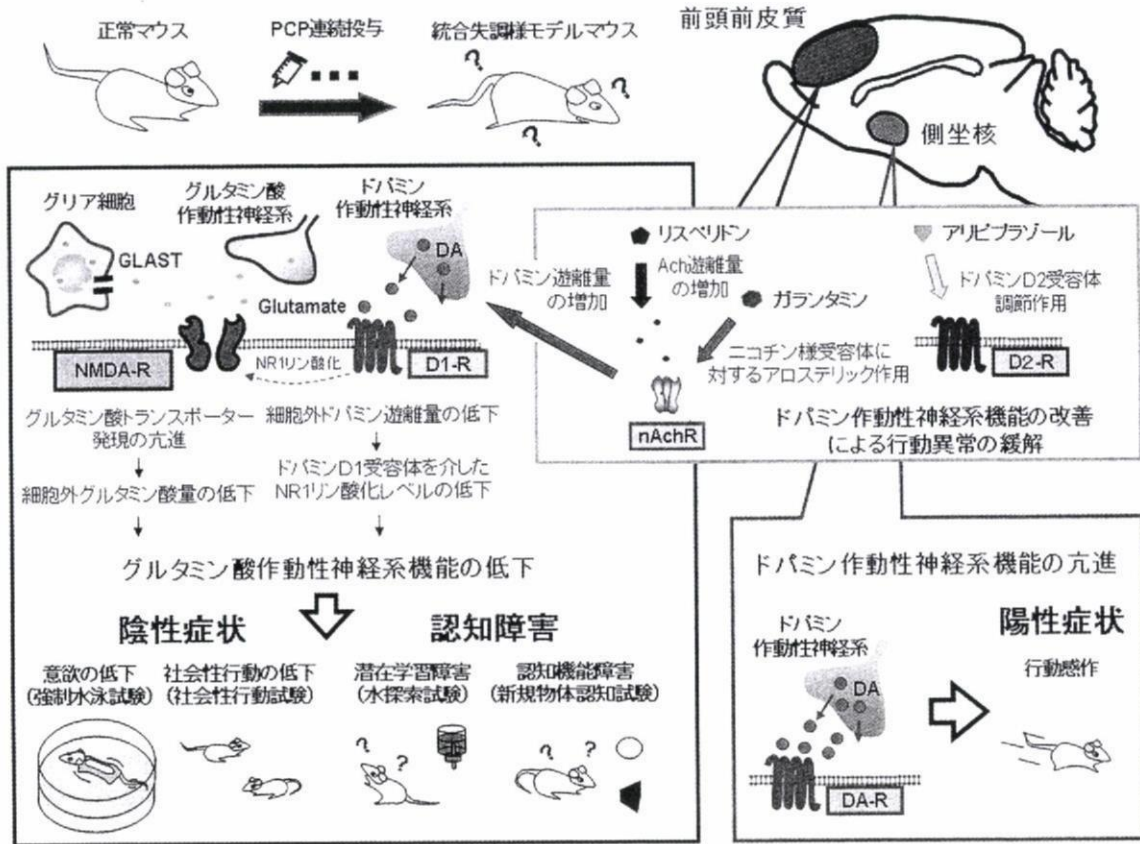 正常マウス
PCP連続投与
統合失調様モデルマウス
前頭前皮質
側坐核
?
?
?
グリア細胞
グルタミン酸
作動性神経系
ドパミン
作動性神経系
GLAST
DA
Glutamate
NR1リン酸化
NMDA-R
D1-R
グルタミン酸トランスポーター
発現の亢進
細胞外グルタミン酸量の低下
細胞外ドパミン遊離量の低下
ドパミンD1受容体を介した
NR1リン酸化レベルの低下
グルタミン酸作動性神経系機能の低下
陰性症状
認知障害
意欲の低下
(強制水泳試験)
社会性行動の低下
(社会性行動試験)
潜在学習障害
(水探索試験)
認知機能障害
(新規物体認知試験)
?
?
?
?
ドパミン遊離量
の増加
リスペリドン
Ach遊離量
の増加
ガランタミン
ニコチン様受容体に
対するアロステリック作用
nAchR
アリピプラゾール
ドパミンD2受容体
調節作用
D2-R
ドパミン作動性神経系機能の改善
による行動異常の緩解
ドパミン作動性神経系機能の亢進
ドパミン
作動性神経系
DA
DA-R
陽性症状
行動感作